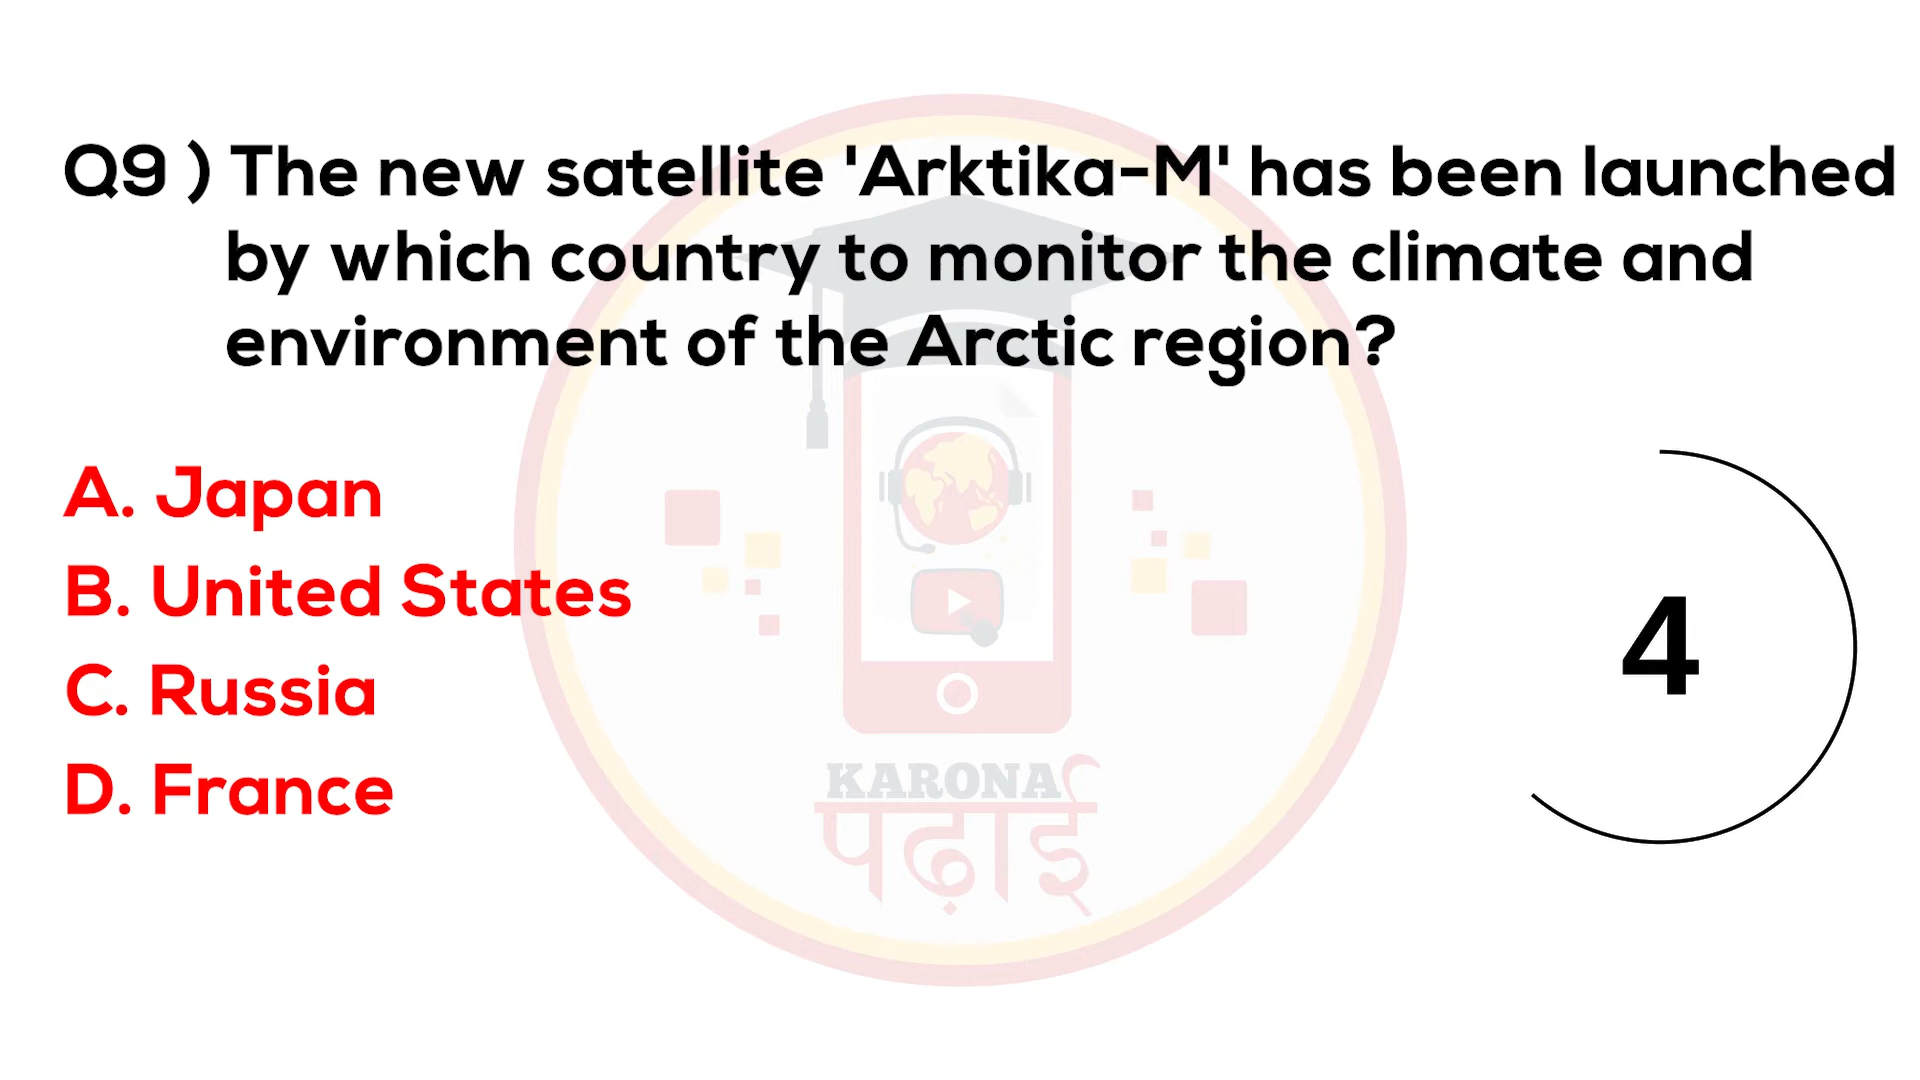 Q9 ) The new satellite 'Arktika-M' has been launched
by which country to monitor the climate and
environment of the Arctic region?
A. Japan
B. United States
C. Russia
D. France
4
KARONA
पढ़ाई